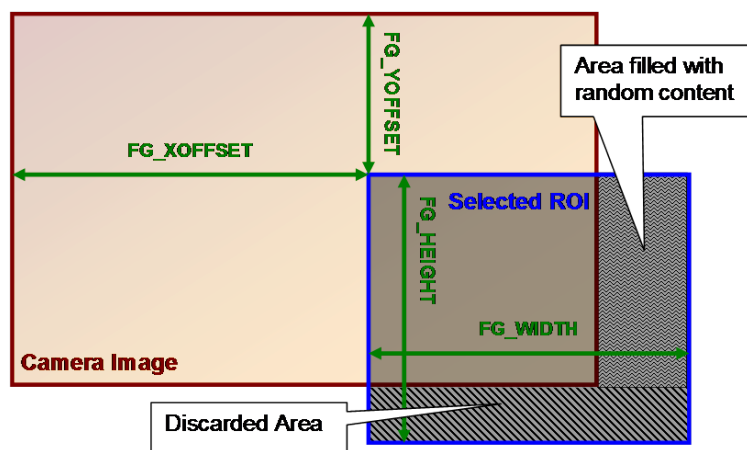 FG_YOFFSET
Area filled with
random content
FG_XOFFSET
Selected ROI
FG_HEIGHT
FG_WIDTH
Camera Image
Discarded Area